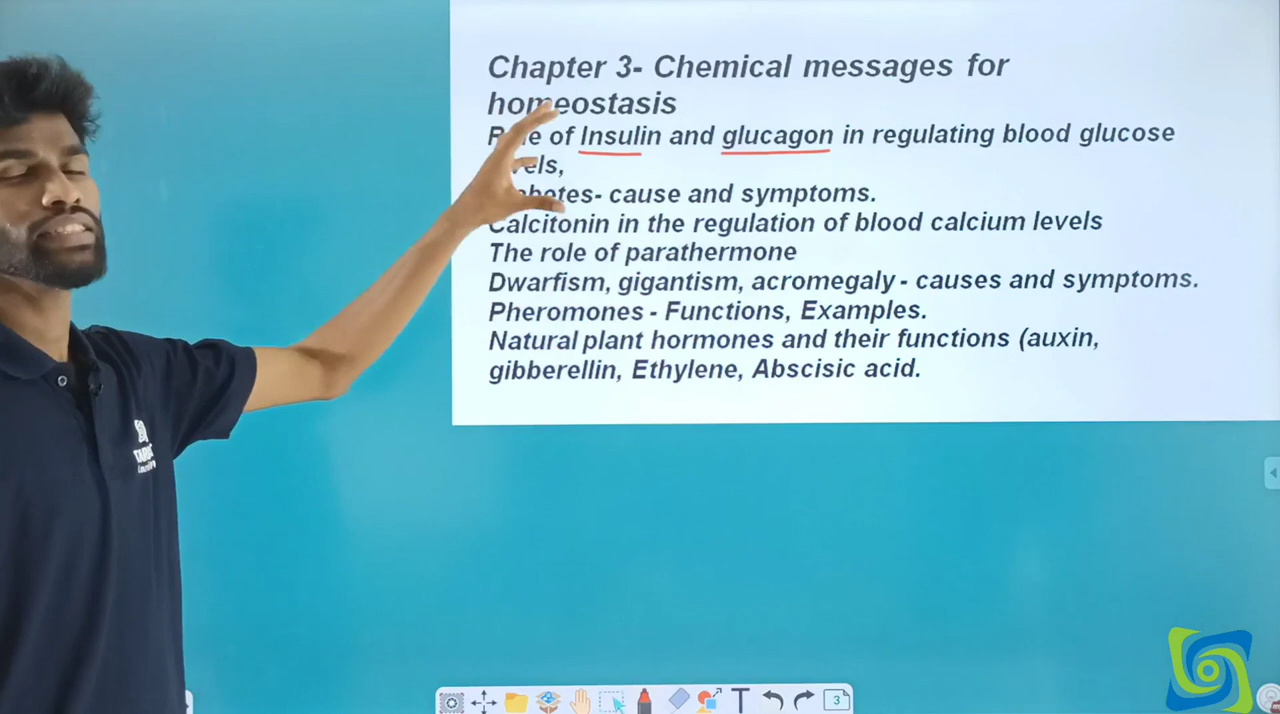 Chapter 3- Chemical messages for
homeostasis
of Insulin and glucagon in regulating blood glucose
cause and symptoms.
Calcitonin in the regulation of blood calcium levels
The role of parathermone
Dwarfism, gigantism, acromegaly - causes and symptoms.
Pheromones - Functions, Examples.
Natural plant hormones and their functions (auxin,
gibberellin, Ethylene, Abscisic acid.
T
3